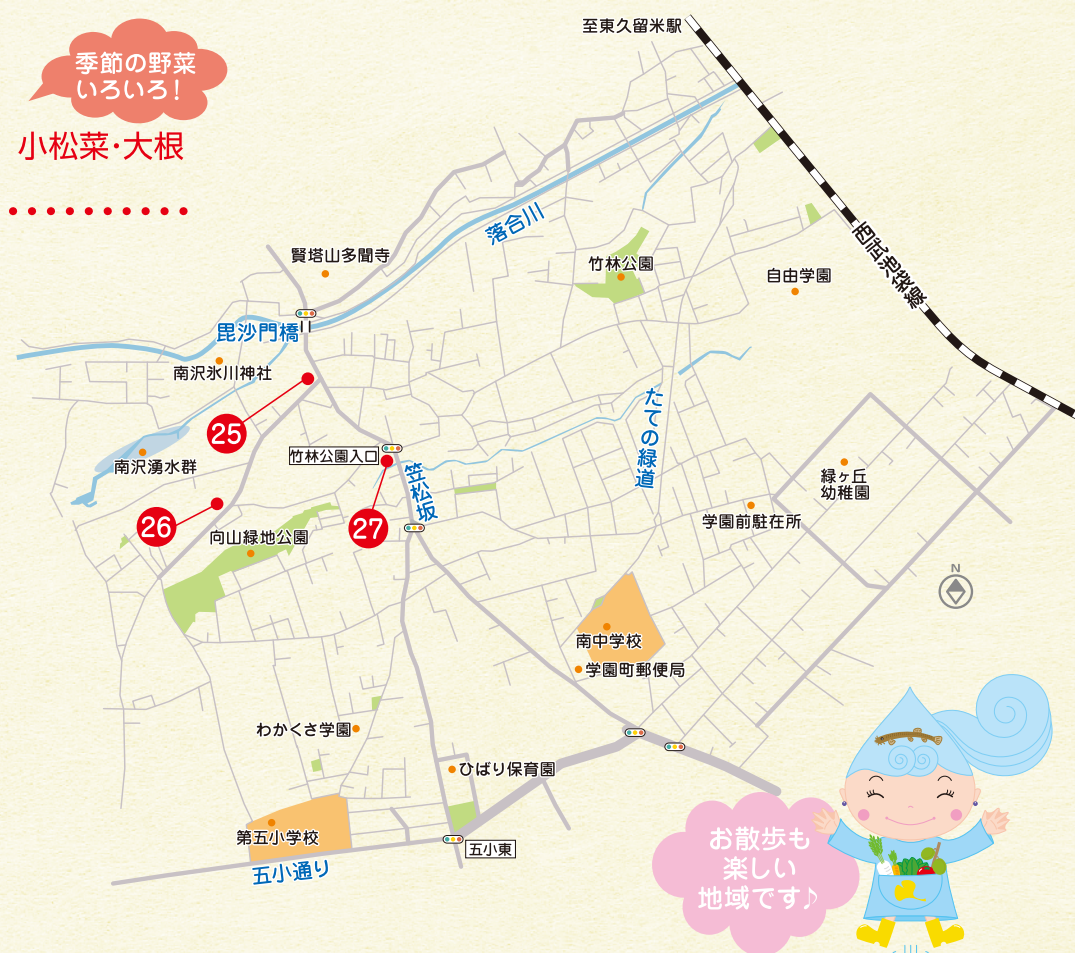 至東久留米駅
季節の野菜
いろいろ！
小松菜・大根
落合川
西武池袋線
賢塔山多聞寺
竹林公園
自由学園
毘沙門橋
南沢氷川神社
25
たての緑道
竹林公園入口
笠松坂
南沢湧水群
緑ヶ丘
幼稚園
26
27
学園前駐在所
向山緑地公園
N
南中学校
学園町郵便局
わかくさ学園
ひばり保育園
第五小学校
五小東
五小通り
お散歩も
楽しい
地域です♪